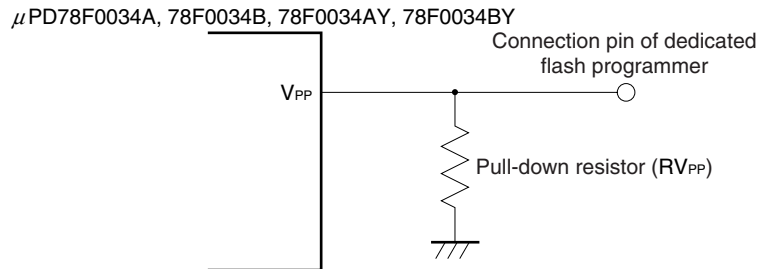 μPD78F0034A, 78F0034B, 78F0034AY, 78F0034BY
Connection pin of dedicated
flash programmer
VPP
Pull-down resistor (RVPP)